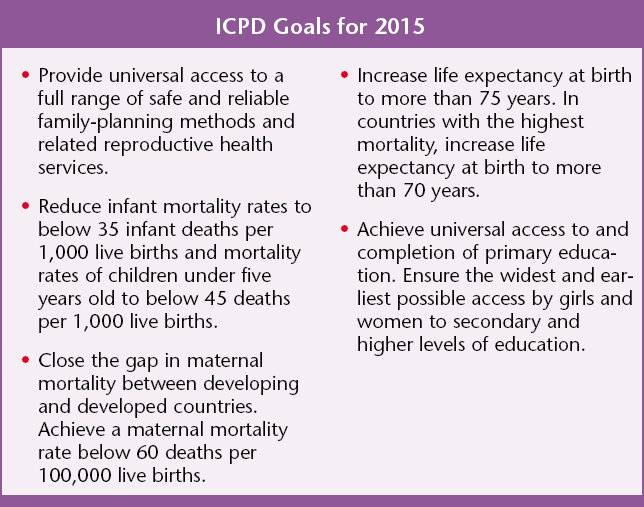 ICPD Goals for 2015
• Provide universal access to a
full range of safe and reliable
family-planning methods and
related reproductive health
services.
• Reduce infant mortality rates to
below 35 infant deaths per
1,000 live births and mortality
rates of children under five
years old to below 45 deaths
per 1,000 live births.
• Close the gap in maternal
mortality between developing
and developed countries.
Achieve a maternal mortality
rate below 60 deaths per
100,000 live births.
• Increase life expectancy at birth
to more than 75 years. In
countries with the highest
mortality, increase life
expectancy at birth to more
than 70 years.
• Achieve universal access to and
completion of primary educa-
tion. Ensure the widest and ear-
liest possible access by girls and
women to secondary and
higher levels of education.